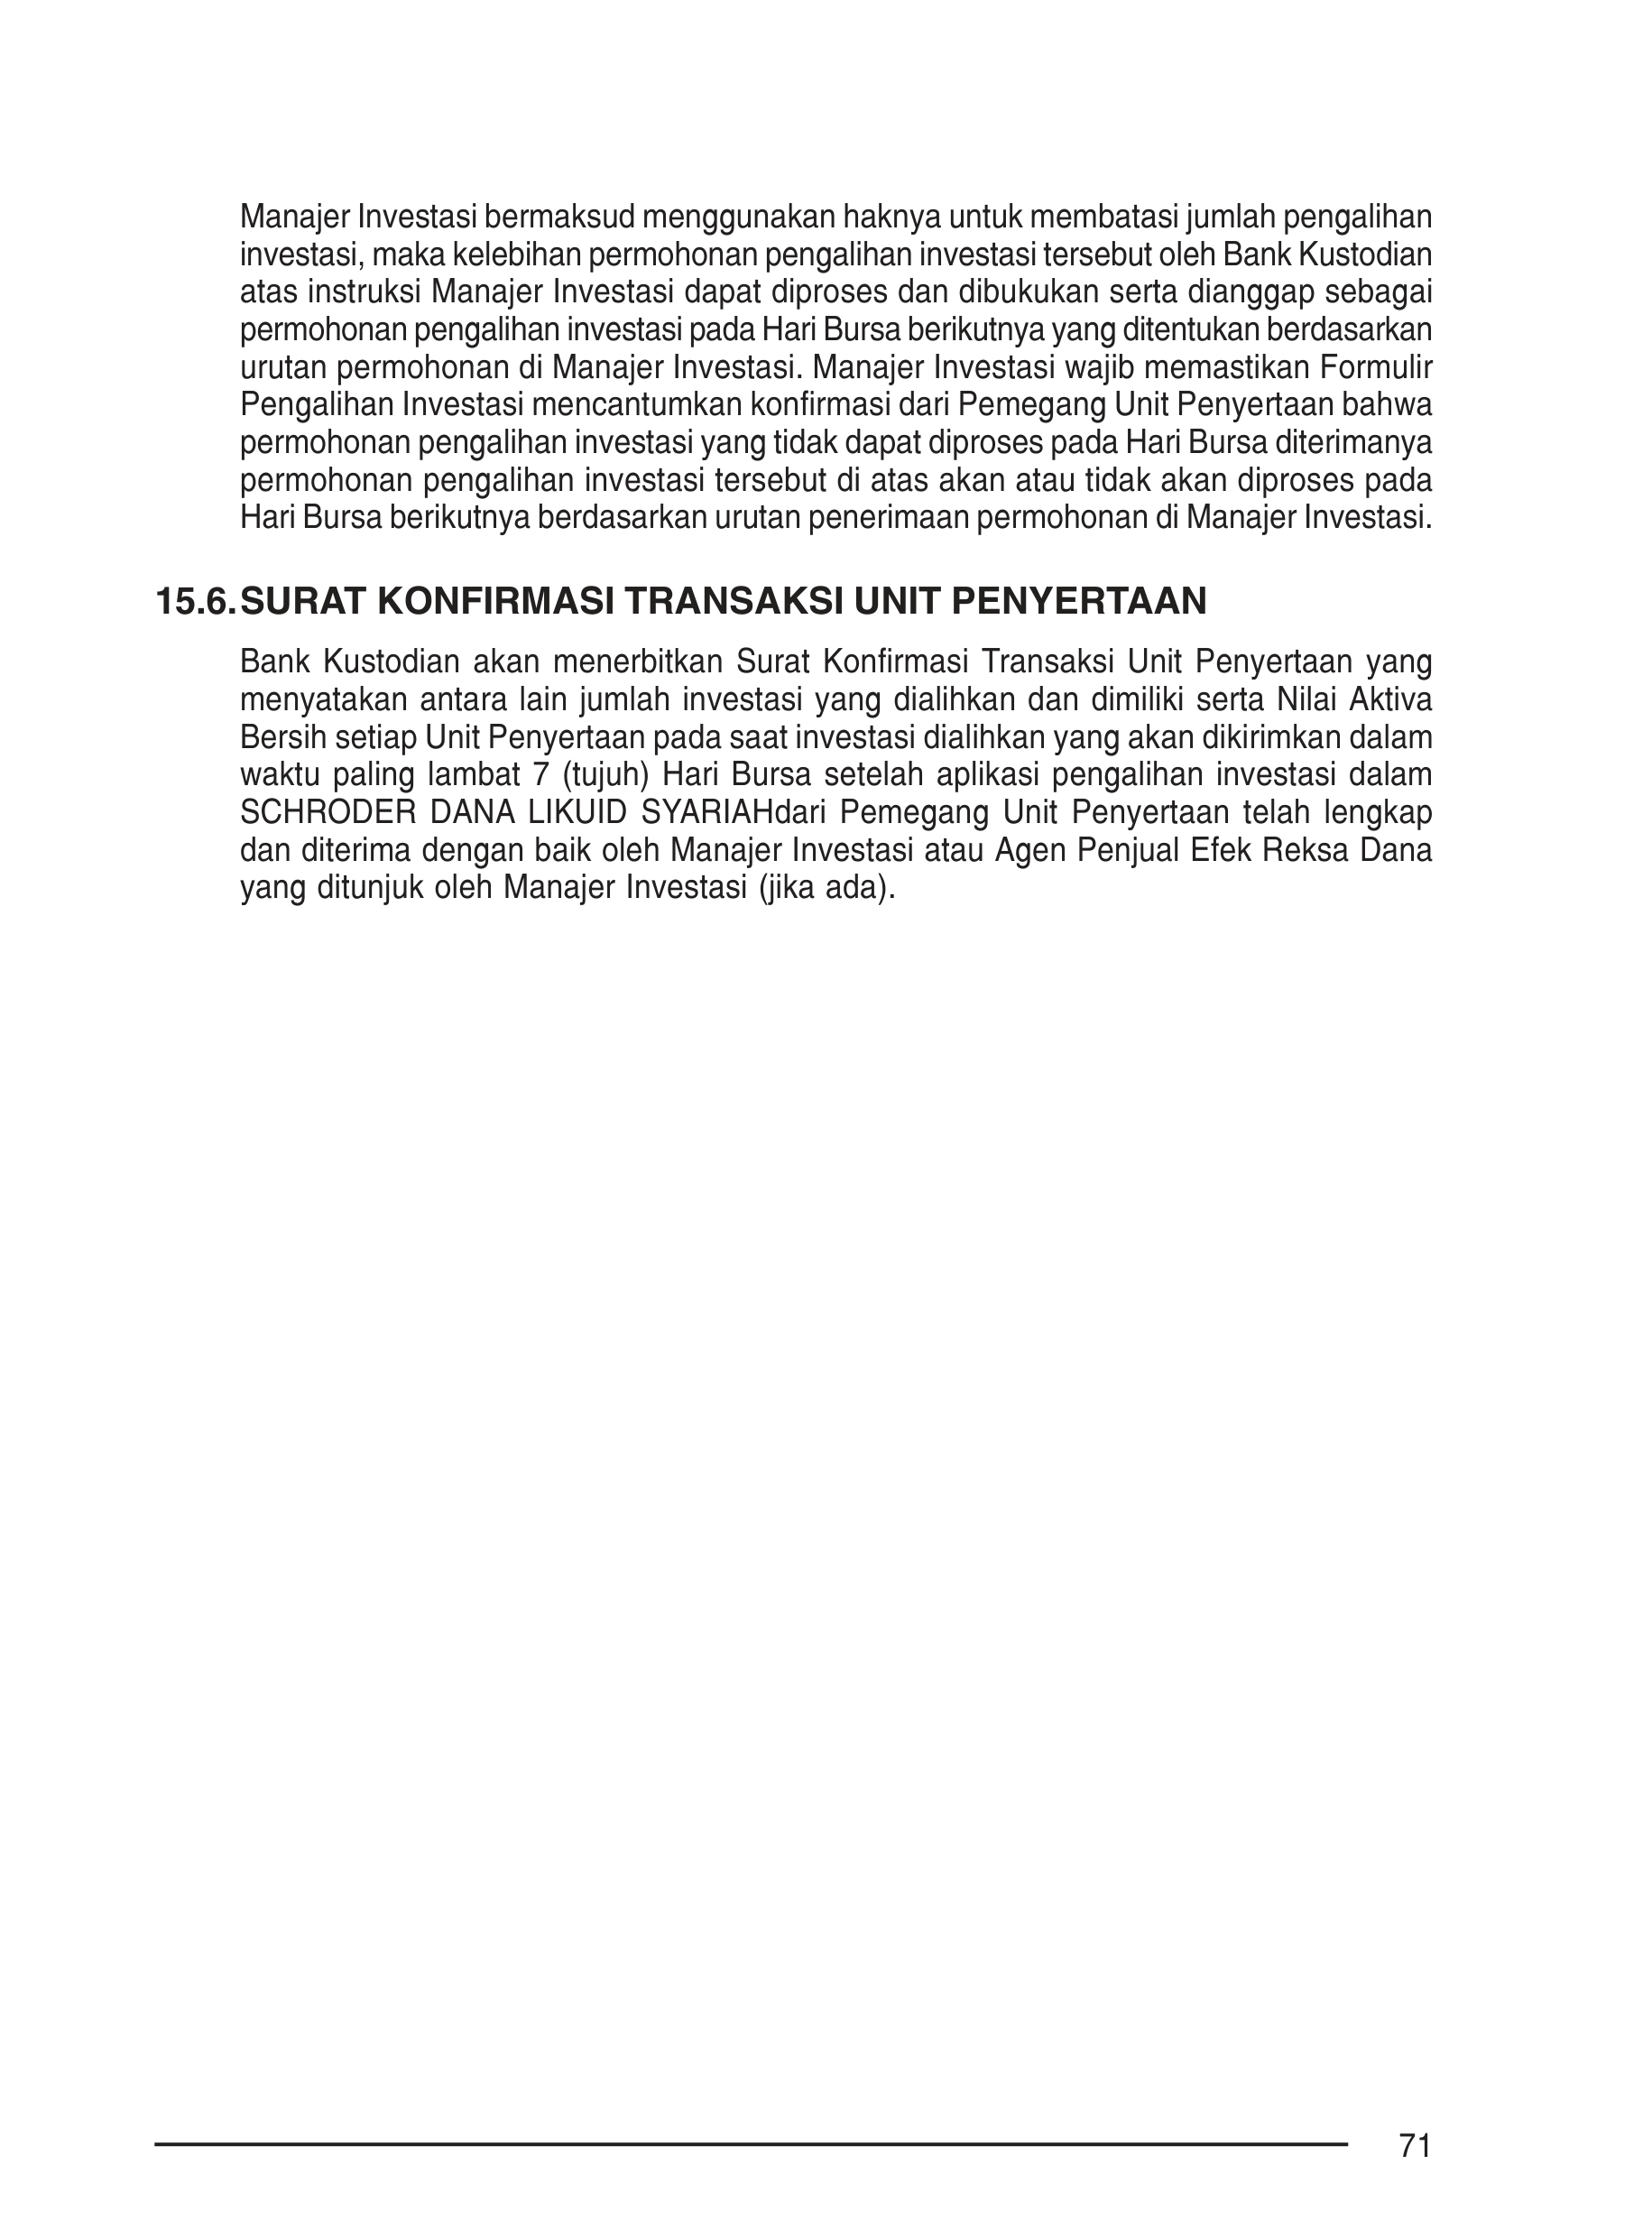 Manajer Investasi bermaksud menggunakan haknya untuk membatasi jumlah pengalihan
investasi, maka kelebihan permohonan pengalihan investasi tersebut oleh Bank Kustodian
atas instruksi Manajer Investasi dapat diproses dan dibukukan serta dianggap sebagai
permohonan pengalihan investasi pada Hari Bursa berikutnya yang ditentukan berdasarkan
urutan permohonan di Manajer Investasi. Manajer Investasi wajib memastikan Formulir
Pengalihan Investasi mencantumkan konfirmasi dari Pemegang Unit Penyertaan bahwa
permohonan pengalihan investasi yang tidak dapat diproses pada Hari Bursa diterimanya
permohonan pengalihan investasi tersebut di atas akan atau tidak akan diproses pada
Hari Bursa berikutnya berdasarkan urutan penerimaan permohonan di Manajer Investasi.
15.6. SURAT KONFIRMASI TRANSAKSI UNIT PENYERTAAN
Bank Kustodian akan menerbitkan Surat Konfirmasi Transaksi Unit Penyertaan yang
menyatakan antara lain jumlah investasi yang dialihkan dan dimiliki serta Nilai Aktiva
Bersih setiap Unit Penyertaan pada saat investasi dialihkan yang akan dikirimkan dalam
waktu paling lambat 7 (tujuh) Hari Bursa setelah aplikasi pengalihan investasi dalam
SCHRODER DANA LIKUID SYARIAHdari Pemegang Unit Penyertaan telah lengkap
dan diterima dengan baik oleh Manajer Investasi atau Agen Penjual Efek Reksa Dana
yang ditunjuk oleh Manajer Investasi (jika ada).
71